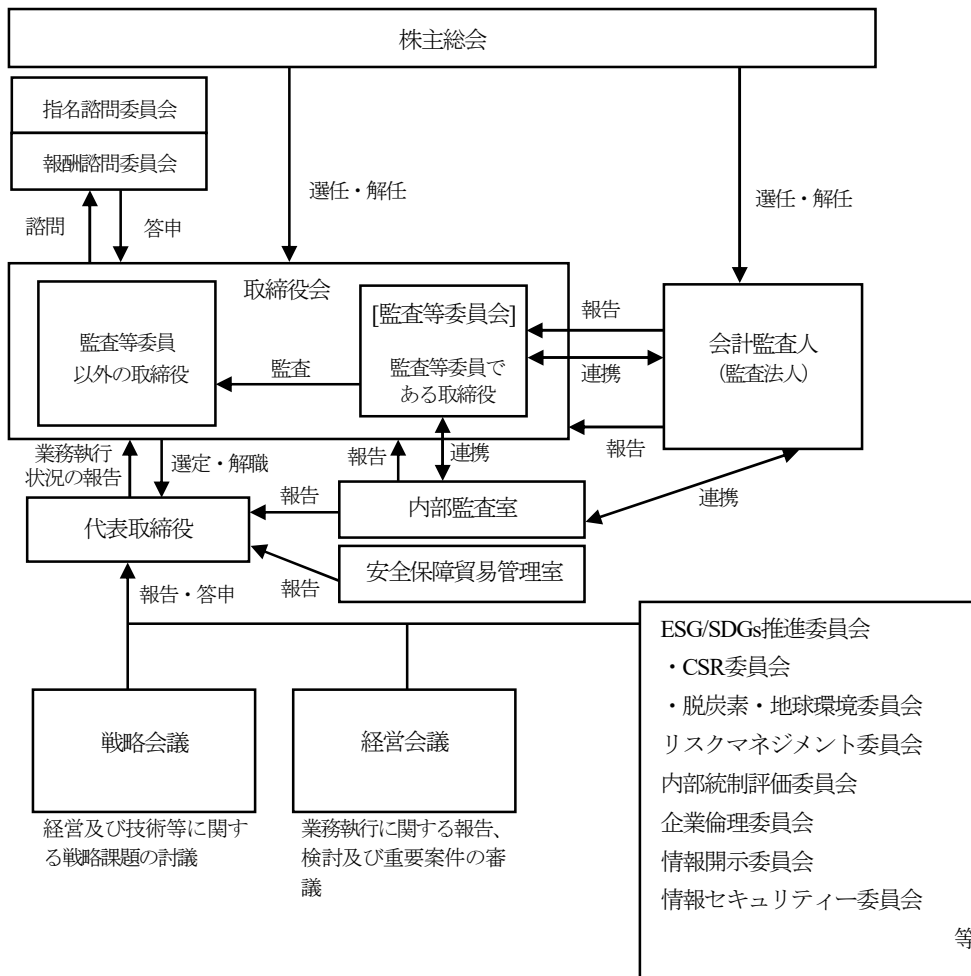 株主総会
指名諮問委員会
報酬諮問委員会
選任・解任
選任・解任
諮問
答申
取締役会
監査等委員
以外の取締役
監査
[監査等委員会]
監査等委員で
ある取締役
報告
連携
会計監査人
（監査法人）
報告
業務執行
状況の報告
選定・解職
報告
連携
連携
代表取締役
報告
内部監査室
報告
安全保障貿易管理室
報告・答申
戦略会議
経営及び技術等に関す
る戦略課題の討議
経営会議
業務執行に関する報告、
検討及び重要案件の審
議
ESG/SDGs推進委員会
・CSR委員会
・脱炭素・地球環境委員会
リスクマネジメント委員会
内部統制評価委員会
企業倫理委員会
情報開示委員会
情報セキュリティー委員会
等